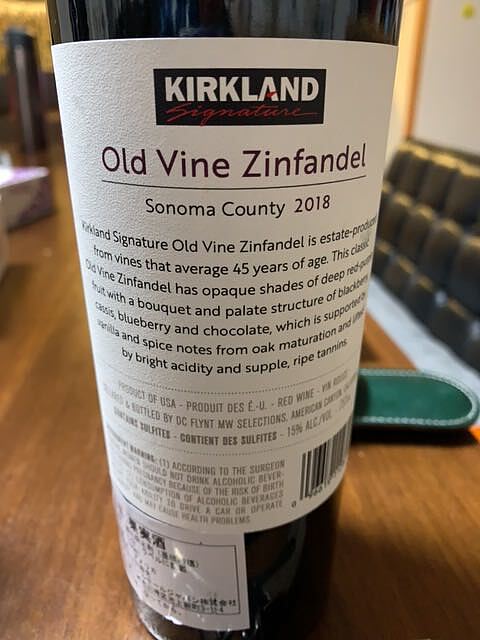 KIRKLAND
Signature
Old Vine Zinfandel
Sonoma County 2018
Kirkland Signature Old Vine Zinfandel is estate-produced
from vines that average 45 years of age. This classic
Old Vine Zinfandel has opaque shades of deep red-purple
fruit with a bouquet and palate structure of blackberry,
cassis, blueberry and chocolate, which is supported by
vanilla and spice notes from oak maturation and lifted
by bright acidity and supple, ripe tannins.
PRODUCT OF USA - PRODUIT DES É.-U. - RED WINE - VIN ROUGE
& BOTTLED BY DC FLYNT MW SELECTIONS, AMERICAN CANYON,
CONTAINS SULFITES - CONTIENT DES SULFITES - 15% ALC./VOL.
WARNING: (1) ACCORDING TO THE SURGEON
SHOULD NOT DRINK ALCOHOLIC BEVER-
PREGNANCY BECAUSE OF THE RISK OF BIRTH
CONSUMPTION OF ALCOHOLIC BEVERAGES
ABILITY TO DRIVE A CAR OR OPERATE
AND MAY CAUSE HEALTH PROBLEMS
果実酒